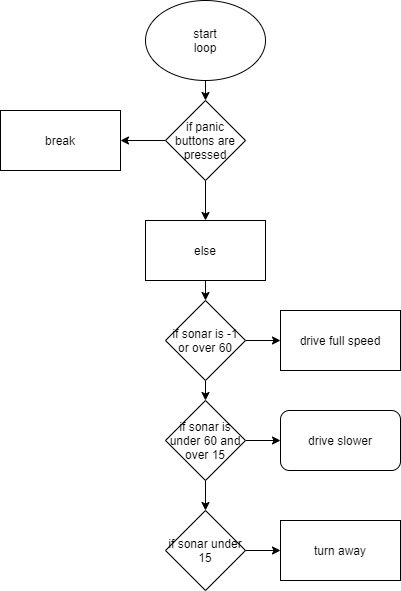 start
loop
if panic
buttons are
pressed
break
else
if sonar is -1
or over 60
drive full speed
if sonar is
under 60 and
over 15
drive slower
if sonar under
15
turn away